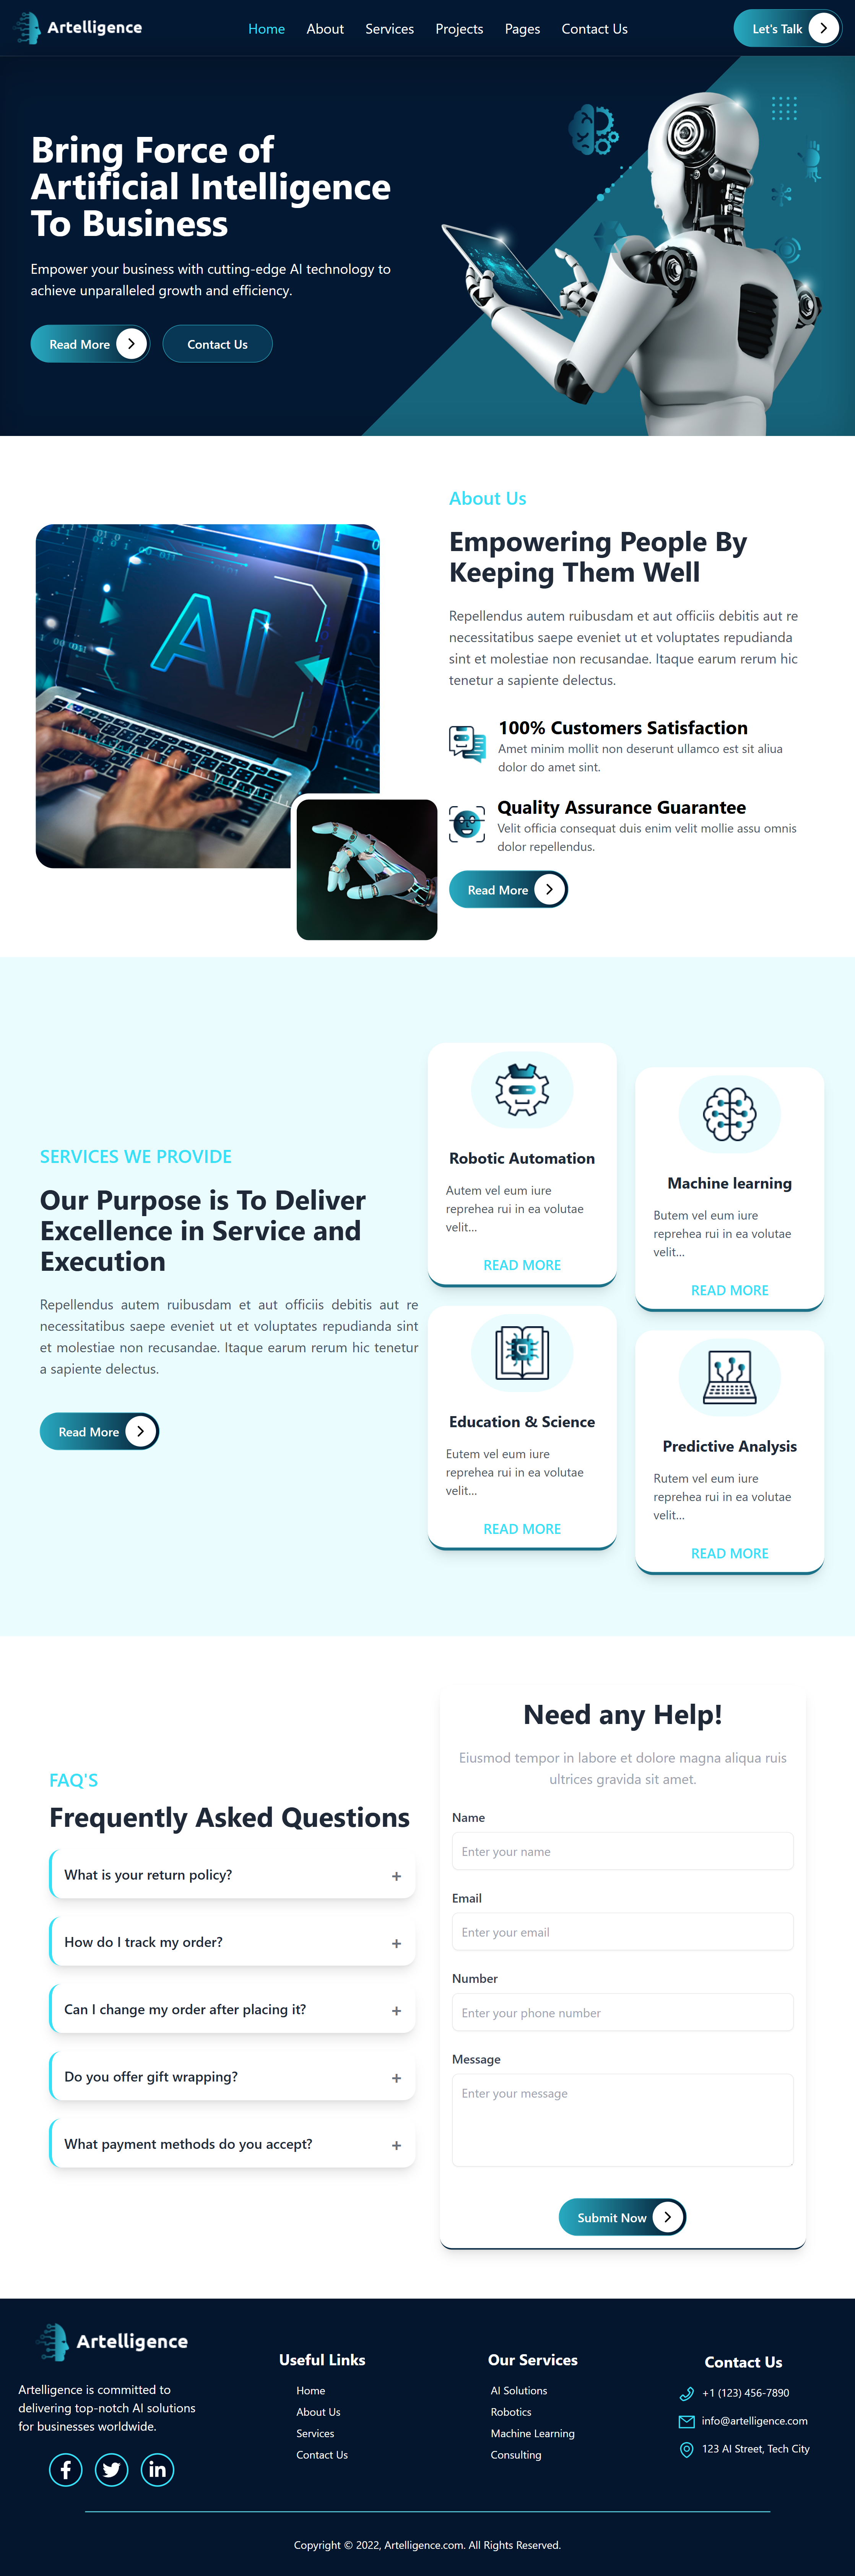 Artelligence
Home About Services Projects Pages Contact Us
Let's Talk
Bring Force of
Artificial Intelligence
To Business
Empower your business with cutting-edge AI technology to
achieve unparalleled growth and efficiency.
Read More
Contact Us
AI
About Us
Empowering People By
Keeping Them Well
Repellendus autem ruibusdam et aut officiis debitis aut re
necessitatibus saepe eveniet ut et voluptates repudianda
sint et molestiae non recusandae. Itaque earum rerum hic
tenetur a sapiente delectus.
100% Customers Satisfaction
Amet minim mollit non deserunt ullamco est sit aliua
dolor do amet sint.
Quality Assurance Guarantee
Velit officia consequat duis enim velit mollie assu omnis
dolor repellendus.
Read More
SERVICES WE PROVIDE
Our Purpose is To Deliver
Excellence in Service and
Execution
Repellendus autem ruibusdam et aut officiis debitis aut re
necessitatibus saepe eveniet ut et voluptates repudianda sint
et molestiae non recusandae. Itaque earum rerum hic tenetur
a sapiente delectus.
Read More
Robotic Automation
Autem vel eum iure
reprehea rui in ea volutae
velit...
READ MORE
Machine learning
Butem vel eum iure
reprehea rui in ea volutae
velit...
READ MORE
Education & Science
Eutem vel eum iure
reprehea rui in ea volutae
velit...
READ MORE
Predictive Analysis
Rutem vel eum iure
reprehea rui in ea volutae
velit...
READ MORE
FAQ'S
Frequently Asked Questions
What is your return policy? +
How do I track my order? +
Can I change my order after placing it? +
Do you offer gift wrapping? +
What payment methods do you accept? +
Need any Help!
Eiusmod tempor in labore et dolore magna aliqua ruis
ultrices gravida sit amet.
Name
Enter your name
Email
Enter your email
Number
Enter your phone number
Message
Enter your message
Submit Now
Artelligence
Artelligence is committed to
delivering top-notch AI solutions
for businesses worldwide.
Useful Links
Home
About Us
Services
Contact Us
Our Services
AI Solutions
Robotics
Machine Learning
Consulting
Contact Us
+1 (123) 456-7890
info@artelligence.com
123 AI Street, Tech City
Copyright © 2022, Artelligence.com. All Rights Reserved.